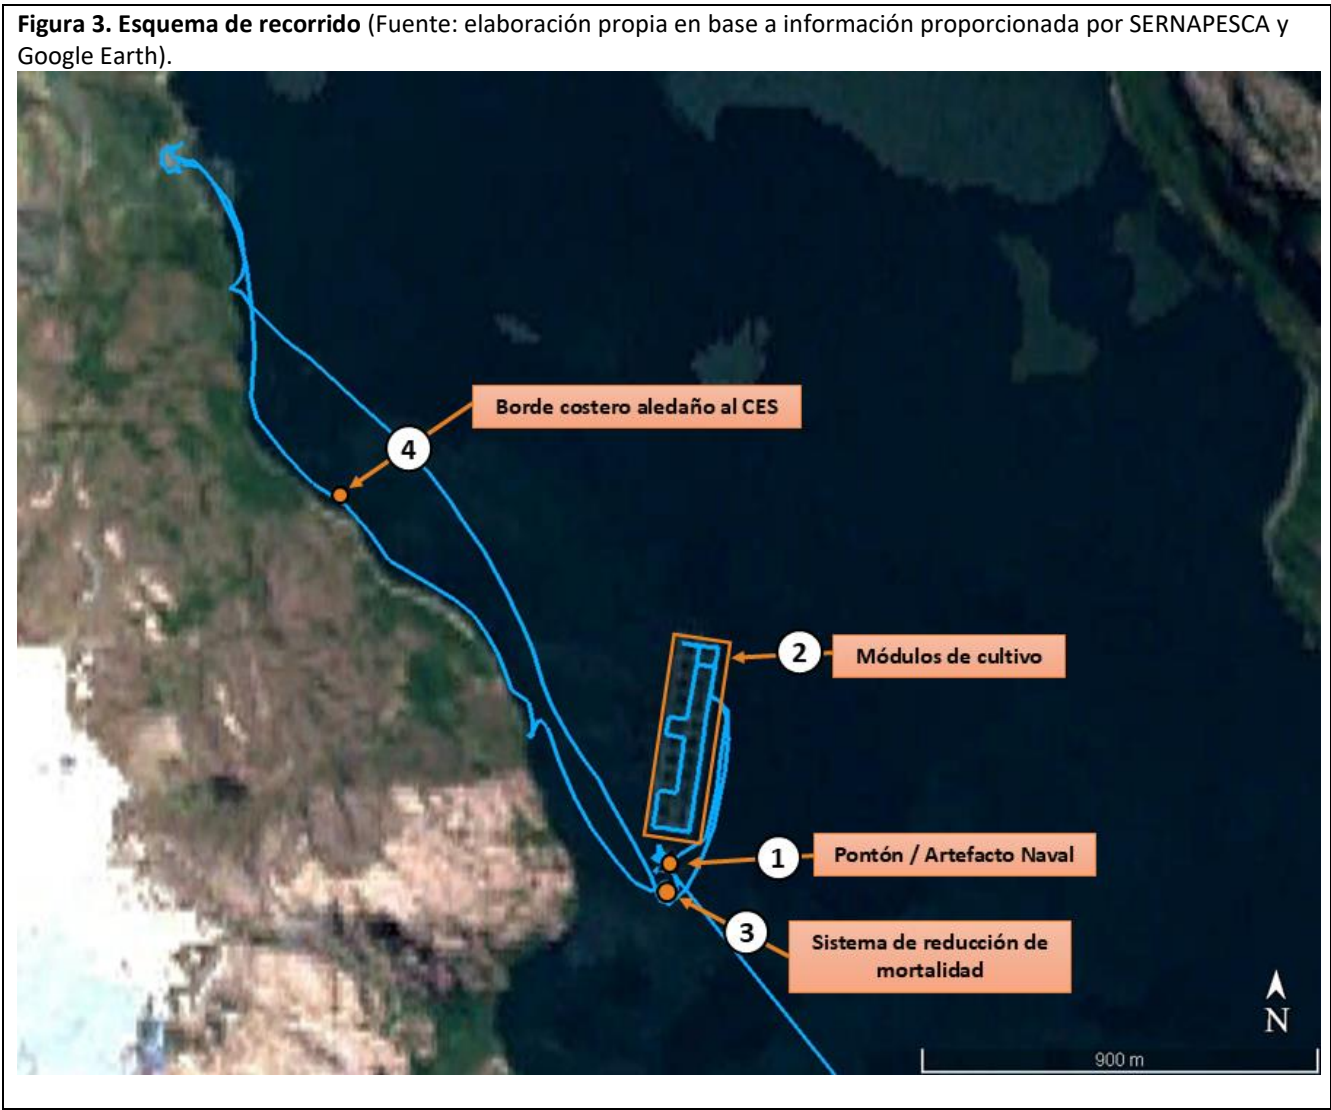 Figura 3. Esquema de recorrido (Fuente: elaboración propia en base a información proporcionada por SERNAPESCA y
Google Earth).
Borde costero aledaño al CES
4
2
Módulos de cultivo
1
Pontón / Artefacto Naval
3
Sistema de reducción de
mortalidad
N
900 m